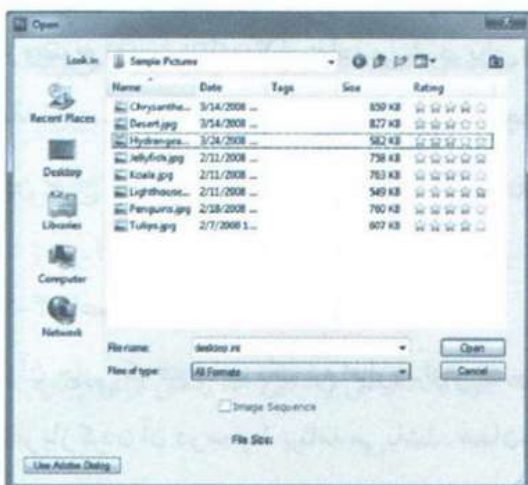 Open
Look in: Sample Pictures
Name Date Tags Size Rating
Chrysanthe... 3/14/2008 ... 859 KB
Desert.jpg 3/14/2008 ... 827 KB
Hydrangea... 3/24/2008 ... 582 KB
Jellyfish.jpg 2/11/2008 ... 758 KB
Koala.jpg 2/11/2008 ... 763 KB
Lighthouse... 2/11/2008 ... 549 KB
Penguins.jpg 2/18/2008 ... 760 KB
Tulips.jpg 2/7/2008 1... 607 KB
Recent Places
Desktop
Libraries
Computer
Network
File name: desktop.ini Open
Files of type: All Formats Cancel
Image Sequence
File Size:
Use Adobe Dialog